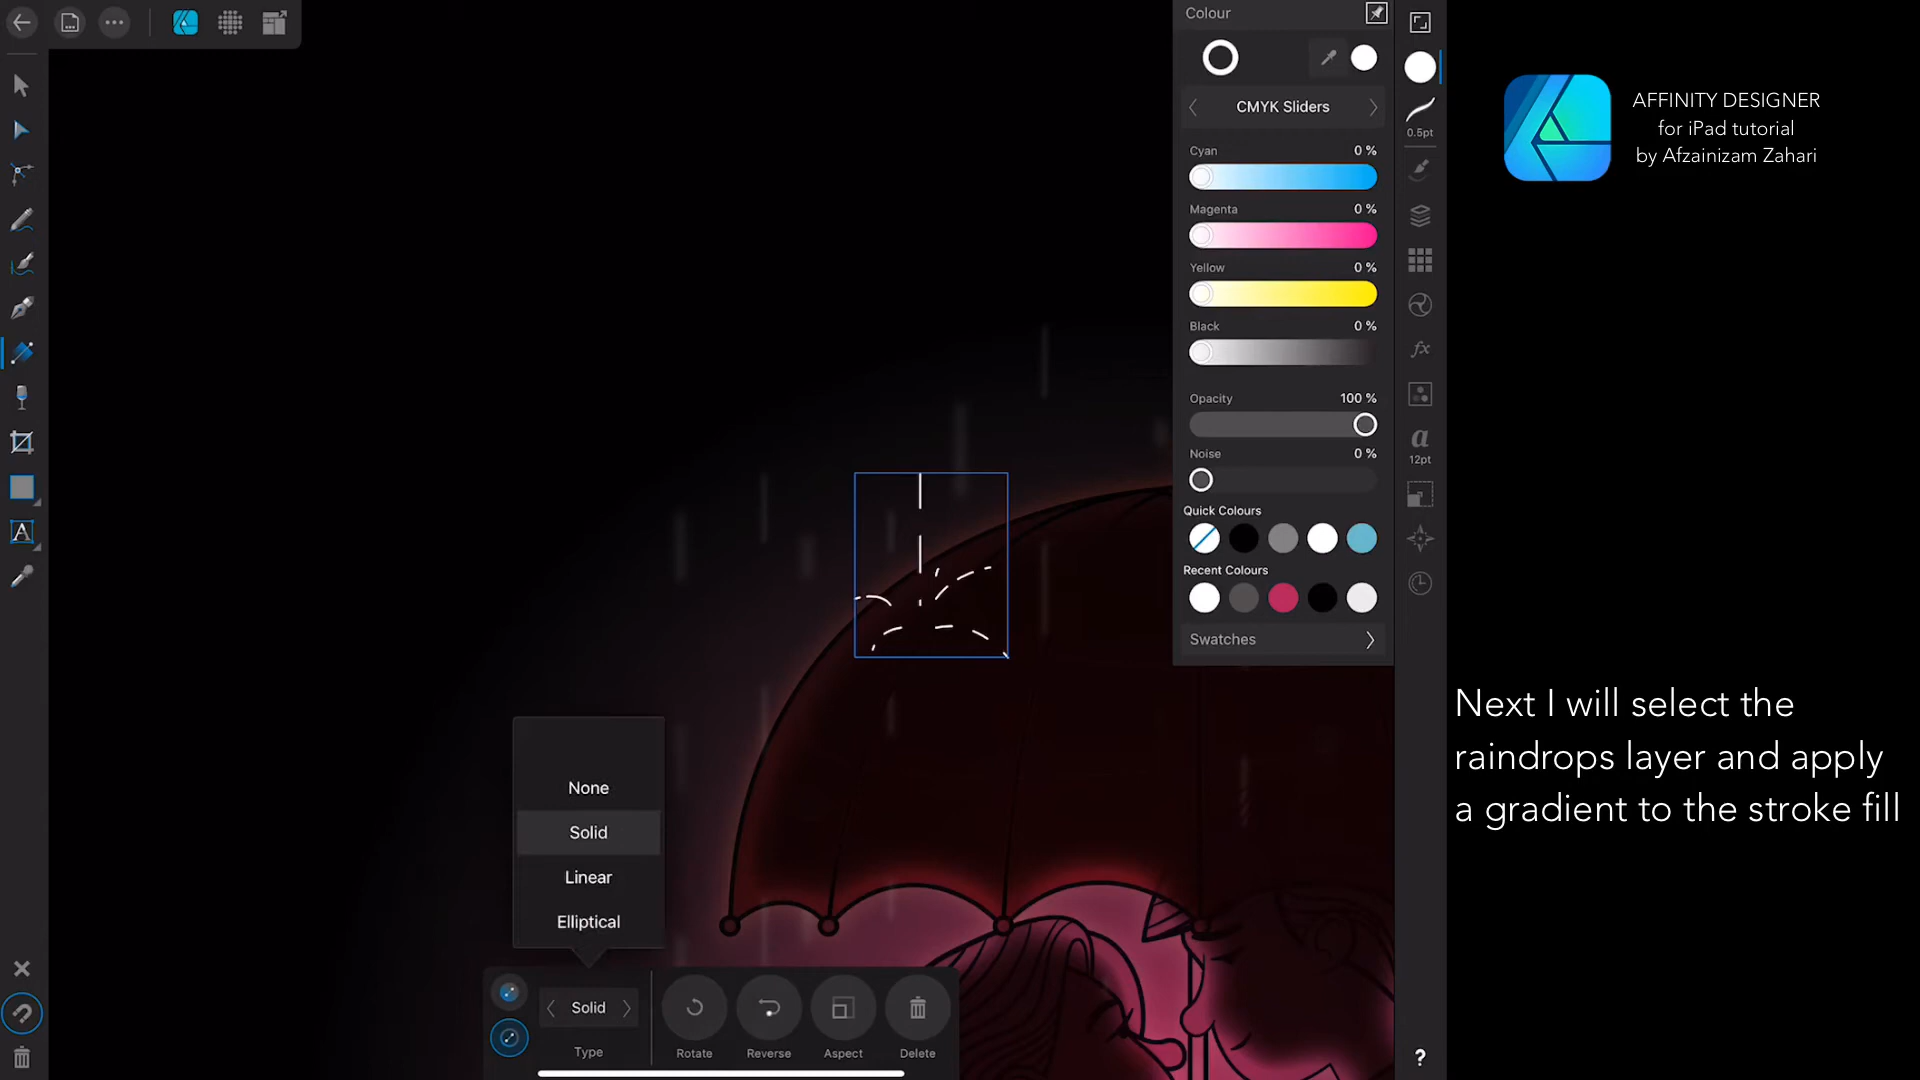 Colour
CMYK Sliders
Cyan 0 %
Magenta 0 %
Yellow 0 %
Black 0 %
Opacity 100 %
Noise 0 %
Quick Colours
Recent Colours
Swatches
0.5pt
fx
a
12pt
?
A
None
Solid
Linear
Elliptical
Solid
Type
Rotate
Reverse
Aspect
Delete
AFFINITY DESIGNER
for iPad tutorial
by Afzainizam Zahari
Next I will select the
raindrops layer and apply
a gradient to the stroke fill